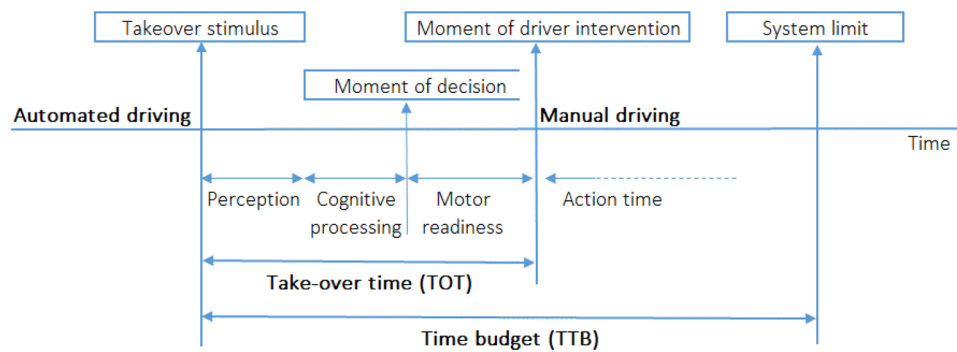 Takeover stimulus
Moment of driver intervention
System limit
Moment of decision
Automated driving
Manual driving
Time
Perception
Cognitive
processing
Motor
readiness
Action time
Take-over time (TOT)
Time budget (TTB)